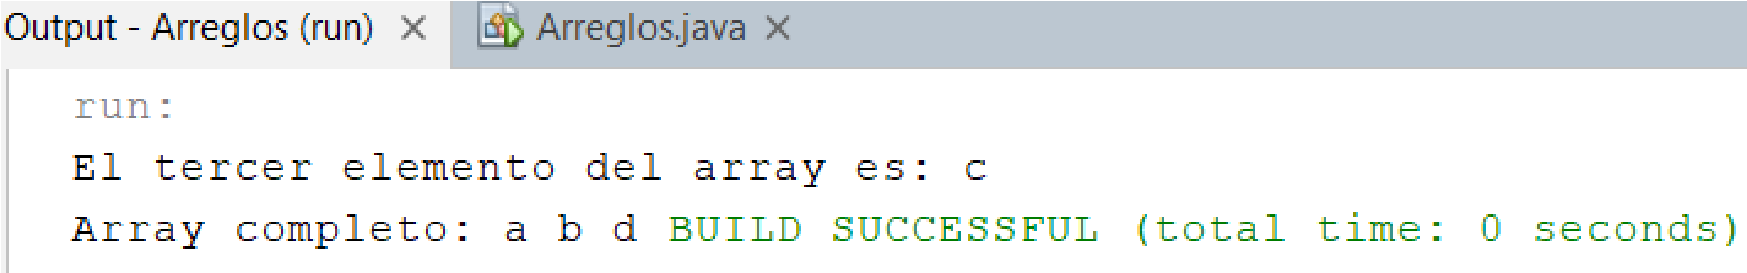 Output - Arreglos (run) × Arreglos.java ×
run:
El tercer elemento del array es: c
Array completo: a b d BUILD SUCCESSFUL (total time: 0 seconds)